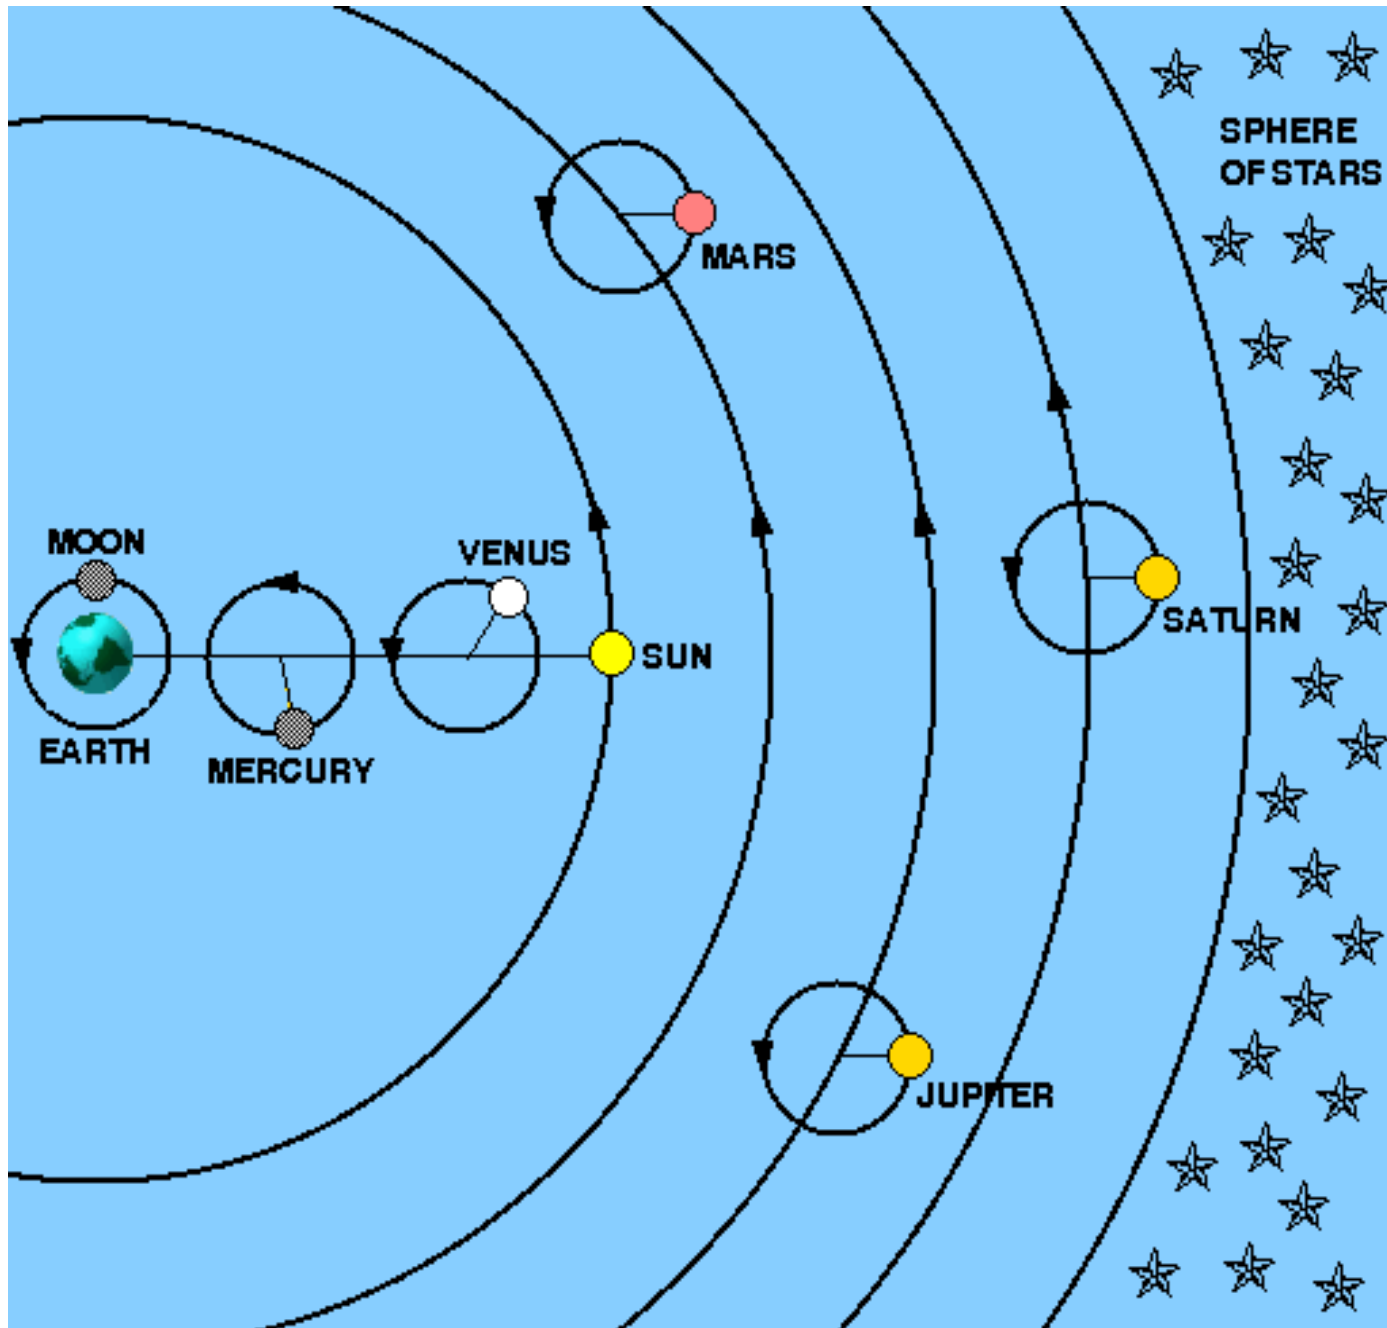 SPHERE
OF STARS
MARS
MOON
VENUS
SATURN
SUN
EARTH
MERCURY
JUPITER